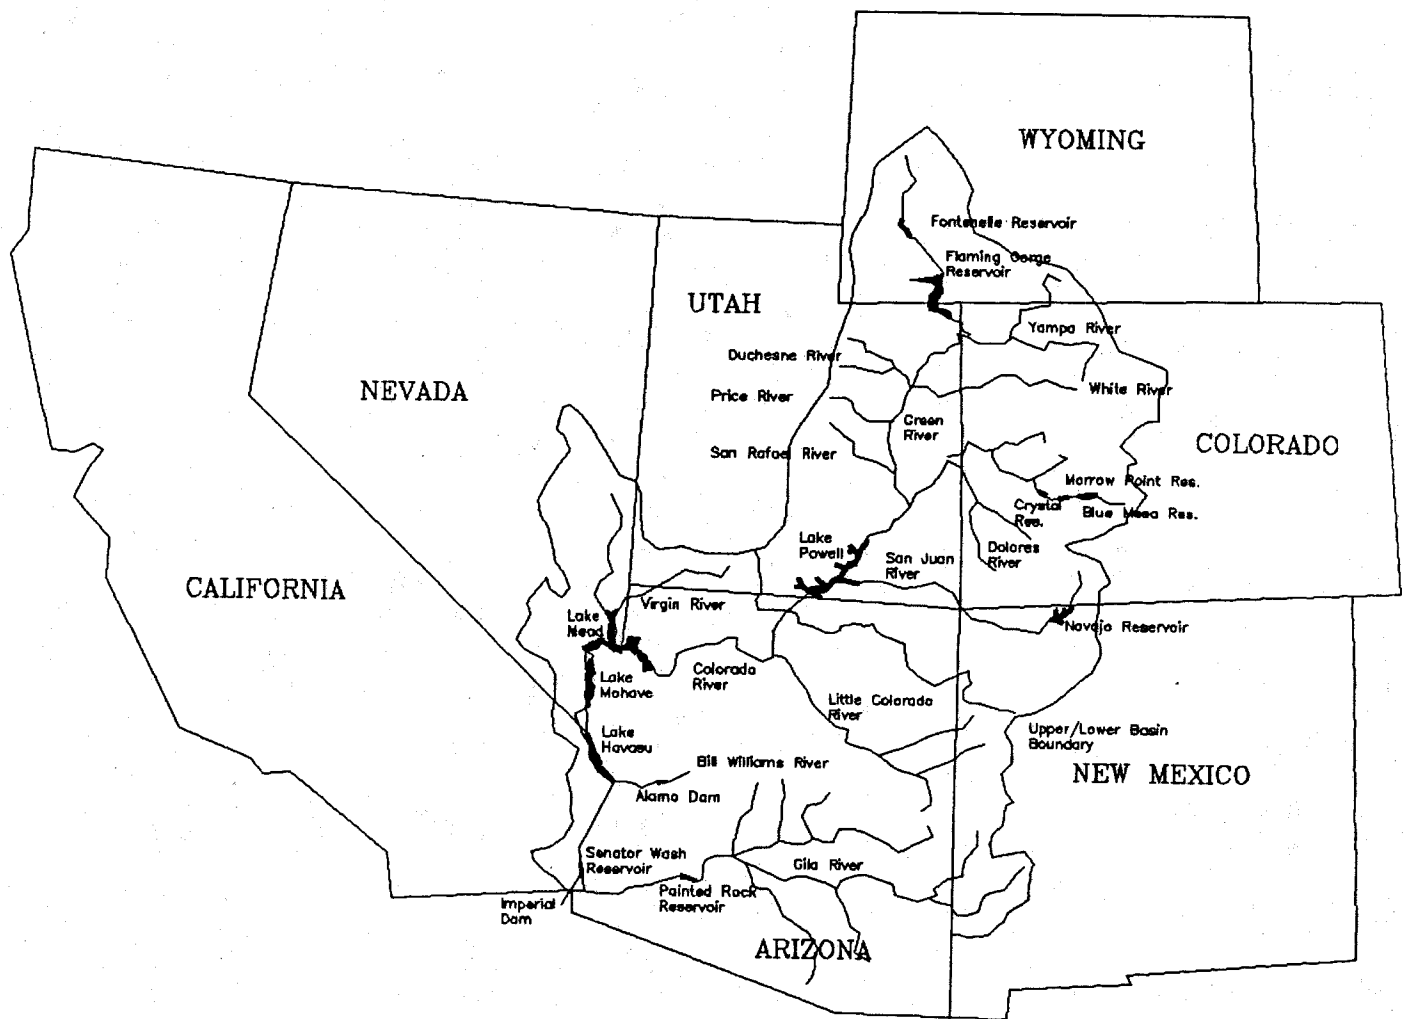 WYOMING
Fontenelle Reservoir
Flaming Gorge
Reservoir
UTAH
Yampa River
Duchesne River
NEVADA
White River
Price River
Green
River
COLORADO
San Rafael River
Morrow Point Res.
Crystal
Res.
Blue Mesa Res.
Lake
Powell
San Juan
River
Dolores
River
CALIFORNIA
Virgin River
Lake
Mead
Navajo Reservoir
Lake
Mohave
Colorado
River
Little Colorado
River
Upper/Lower Basin
Boundary
Lake
Havasu
Bill Williams River
NEW MEXICO
Alamo Dam
Senator Wash
Reservoir
Gila River
Painted Rock
Reservoir
Imperial
Dam
ARIZONA